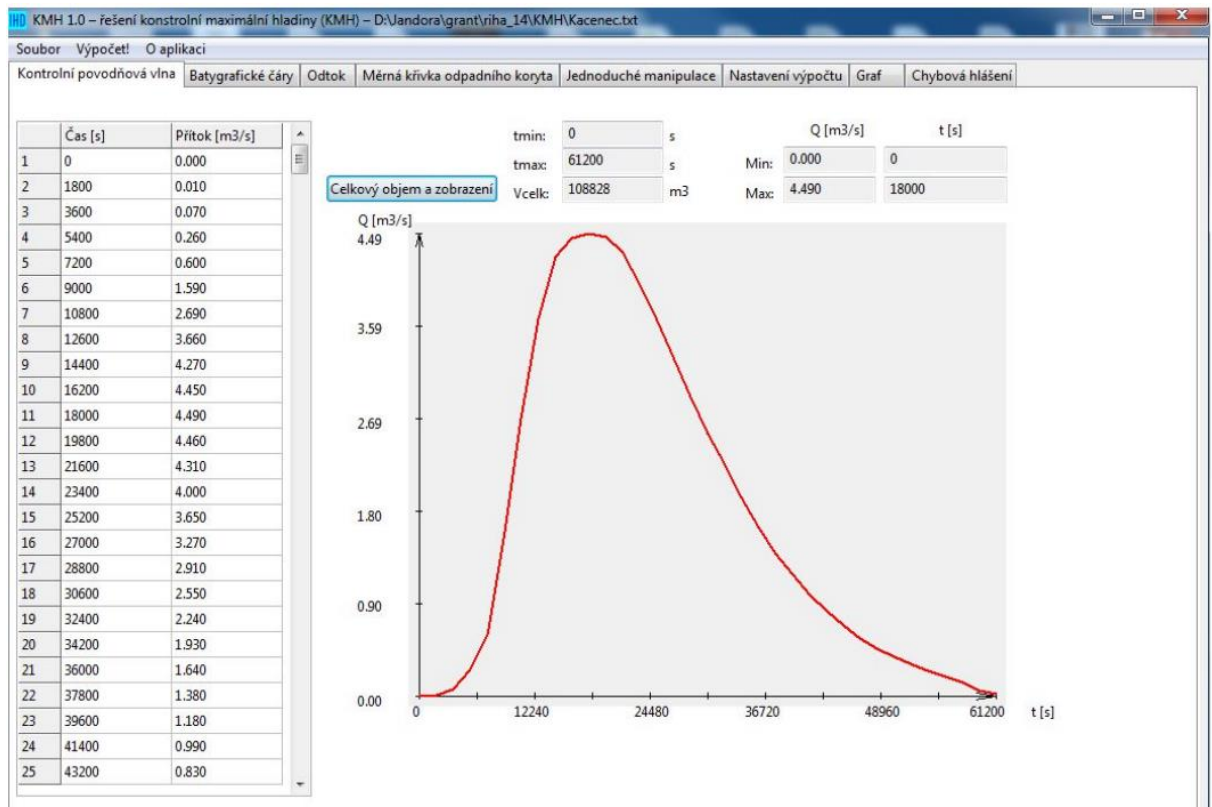 KMH 1.0 – řešení konstrolní maximální hladiny (KMH) – D:\Jandora\grant\riha_14\KMH\Kacenec.txt
Soubor Výpočet! O aplikaci
Kontrolní povodňová vlna Batygrafické čáry Odtok Měrná křivka odpadního koryta Jednoduché manipulace Nastavení výpočtu Graf Chybová hlášení
Čas [s] Přítok [m3/s]
1 0 0.000
2 1800 0.010
3 3600 0.070
4 5400 0.260
5 7200 0.600
6 9000 1.590
7 10800 2.690
8 12600 3.660
9 14400 4.270
10 16200 4.450
11 18000 4.490
12 19800 4.460
13 21600 4.310
14 23400 4.000
15 25200 3.650
16 27000 3.270
17 28800 2.910
18 30600 2.550
19 32400 2.240
20 34200 1.930
21 36000 1.640
22 37800 1.380
23 39600 1.180
24 41400 0.990
25 43200 0.830
Celkový objem a zobrazení
tmin: 0 s
tmax: 61200 s
Vcelk: 108828 m3
Q [m3/s] t [s]
Min: 0.000 0
Max: 4.490 18000
Q [m3/s]
4.49
3.59
2.69
1.80
0.90
0.00
0 12240 24480 36720 48960 61200 t [s]